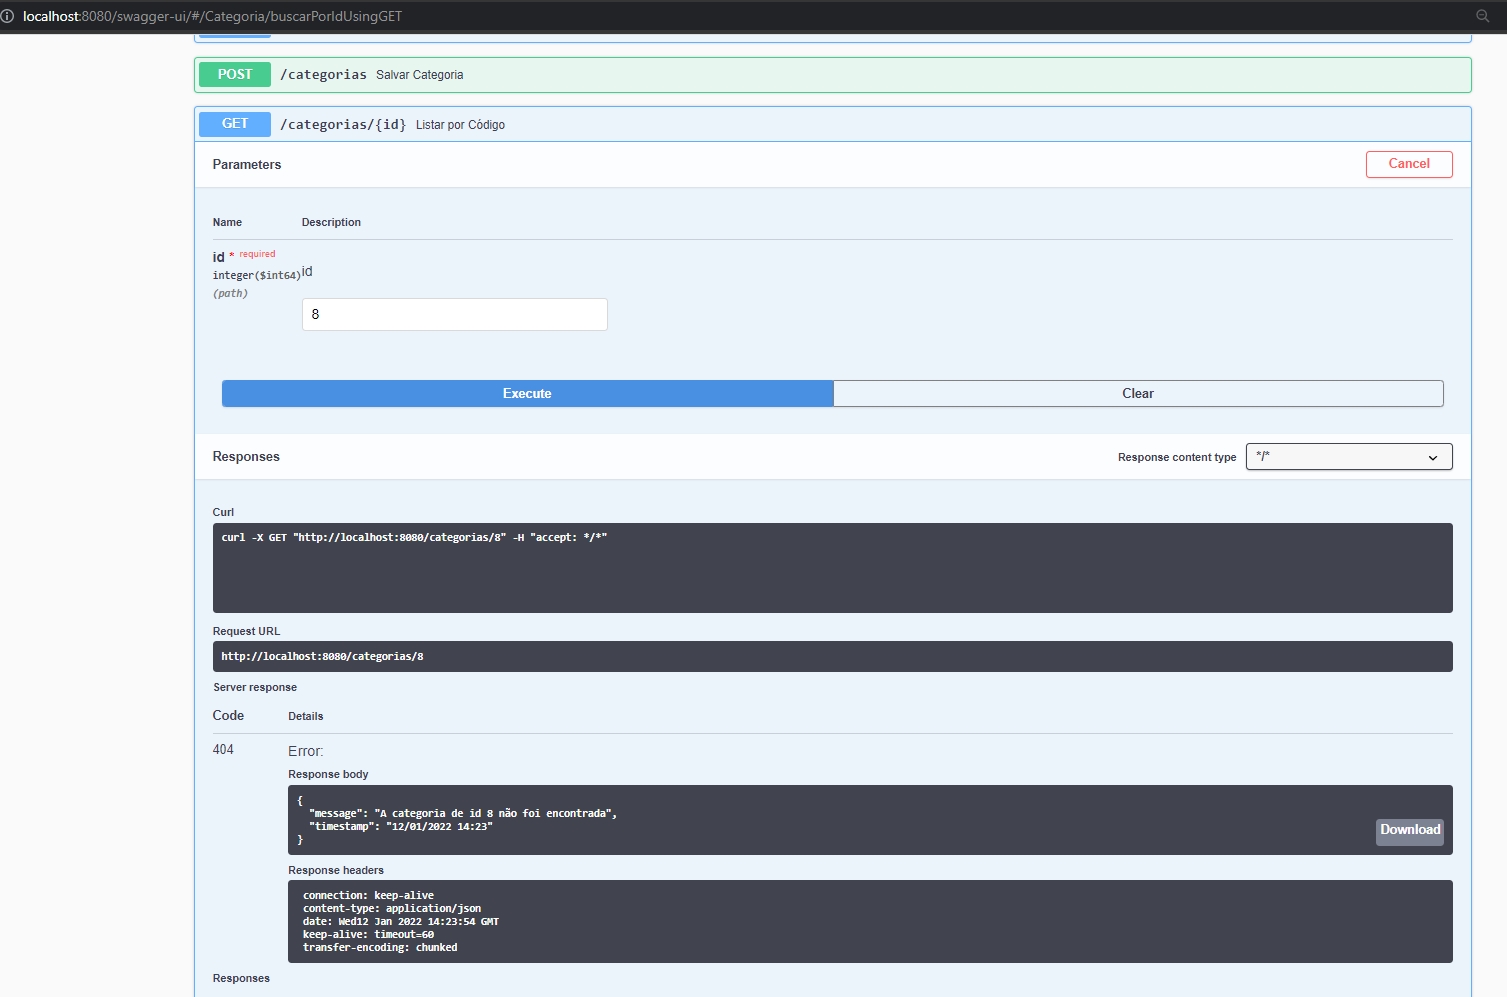 localhost:8080/swagger-ui/#/Categoria/buscarPorIdUsingGET
POST /categorias Salvar Categoria
GET /categorias/{id} Listar por Código
Parameters
Cancel
Name Description
id * required
integer($int64)
(path)
id
8
Execute
Clear
Responses
Response content type */*
Curl
curl -X GET "http://localhost:8080/categorias/8" -H "accept: */*"
Request URL
http://localhost:8080/categorias/8
Server response
Code Details
404 Error:
Response body
{
  "message": "A categoria de id 8 não foi encontrada",
  "timestamp": "12/01/2022 14:23"
}
Download
Response headers
connection: keep-alive
content-type: application/json
date: Wed12 Jan 2022 14:23:54 GMT
keep-alive: timeout=60
transfer-encoding: chunked
Responses